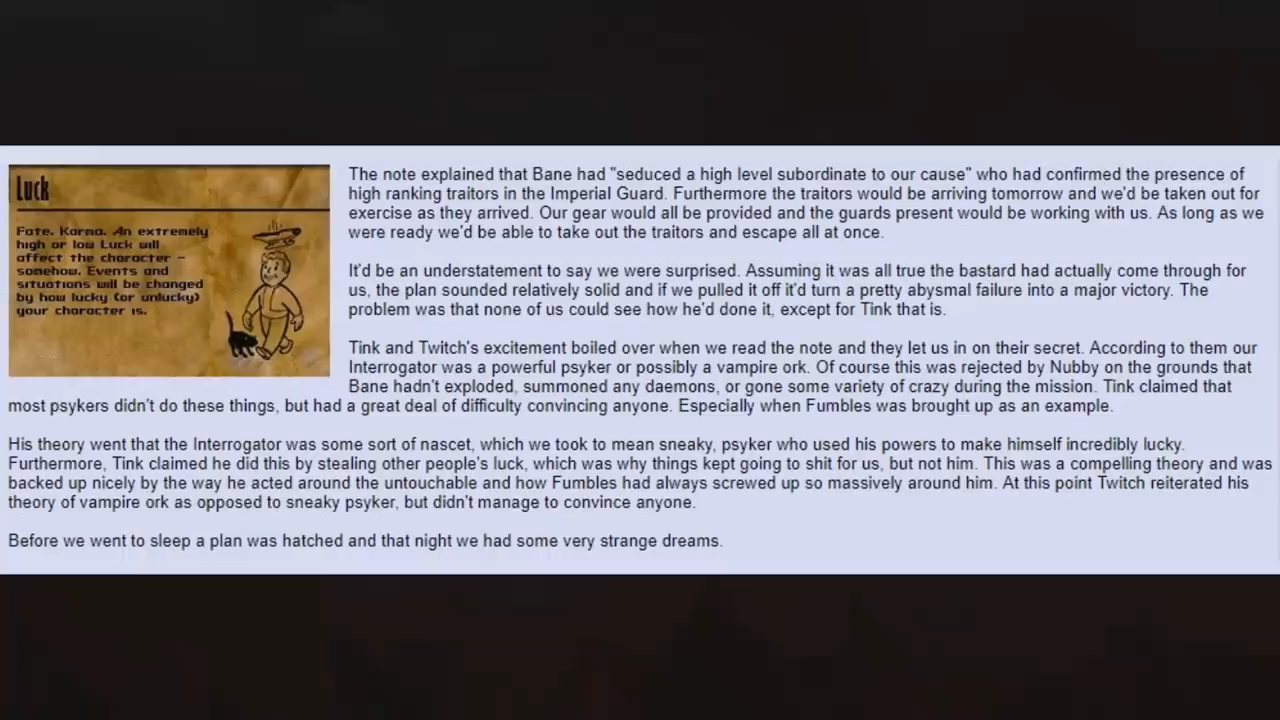 Luck
Fate. Karma. An extremely
high or low Luck will
affect the character –
somehow. Events and
situations will be changed
by how lucky (or unlucky)
your character is.
The note explained that Bane had "seduced a high level subordinate to our cause" who had confirmed the presence of
high ranking traitors in the Imperial Guard. Furthermore the traitors would be arriving tomorrow and we'd be taken out for
exercise as they arrived. Our gear would all be provided and the guards present would be working with us. As long as we
were ready we'd be able to take out the traitors and escape all at once.
It'd be an understatement to say we were surprised. Assuming it was all true the bastard had actually come through for
us, the plan sounded relatively solid and if we pulled it off it'd turn a pretty abysmal failure into a major victory. The
problem was that none of us could see how he'd done it, except for Tink that is.
Tink and Twitch's excitement boiled over when we read the note and they let us in on their secret. According to them our
Interrogator was a powerful psyker or possibly a vampire ork. Of course this was rejected by Nubby on the grounds that
Bane hadn't exploded, summoned any daemons, or gone some variety of crazy during the mission. Tink claimed that
most psykers didn't do these things, but had a great deal of difficulty convincing anyone. Especially when Fumbles was brought up as an example.
His theory went that the Interrogator was some sort of nascet, which we took to mean sneaky, psyker who used his powers to make himself incredibly lucky.
Furthermore, Tink claimed he did this by stealing other people's luck, which was why things kept going to shit for us, but not him. This was a compelling theory and was
backed up nicely by the way he acted around the untouchable and how Fumbles had always screwed up so massively around him. At this point Twitch reiterated his
theory of vampire ork as opposed to sneaky psyker, but didn't manage to convince anyone.
Before we went to sleep a plan was hatched and that night we had some very strange dreams.